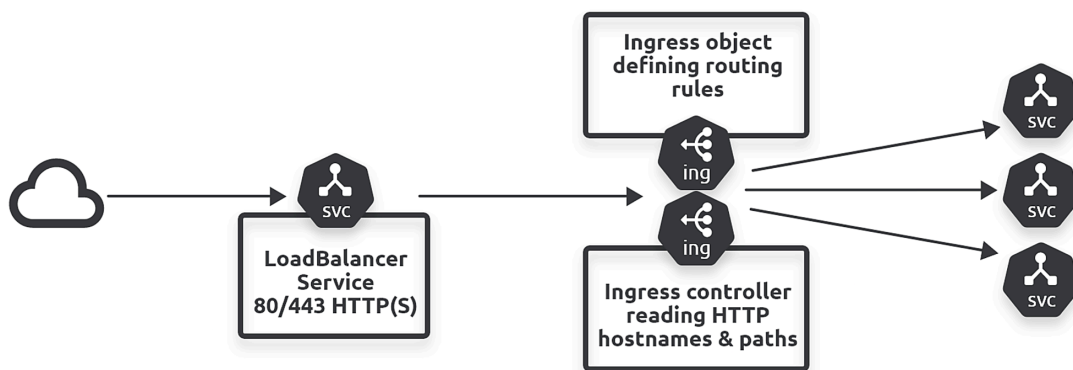 Ingress object
defining routing
rules
ing
svc
LoadBalancer
Service
80/443 HTTP(S)
ing
Ingress controller
reading HTTP
hostnames & paths
svc
svc
svc